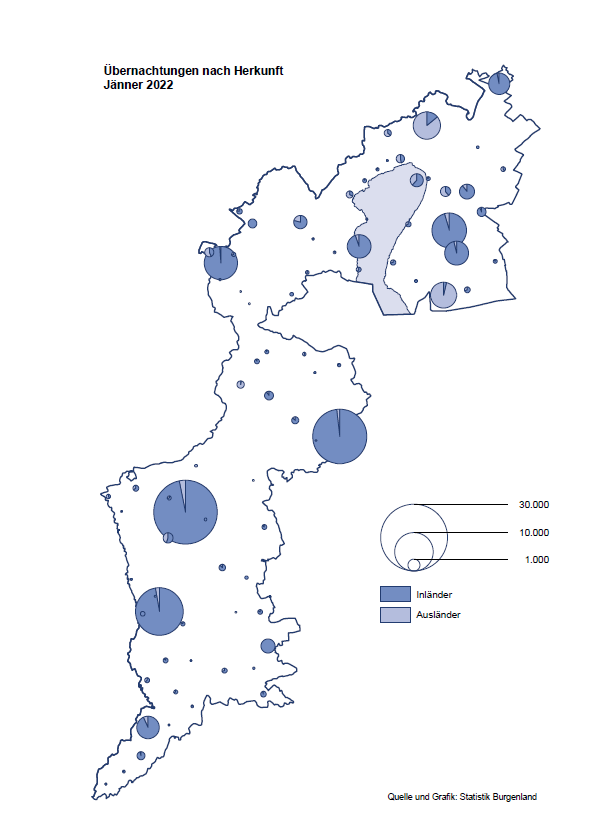 Übernachtungen nach Herkunft
Jänner 2022
30.000
10.000
1.000
Inländer
Ausländer
Quelle und Grafik: Statistik Burgenland